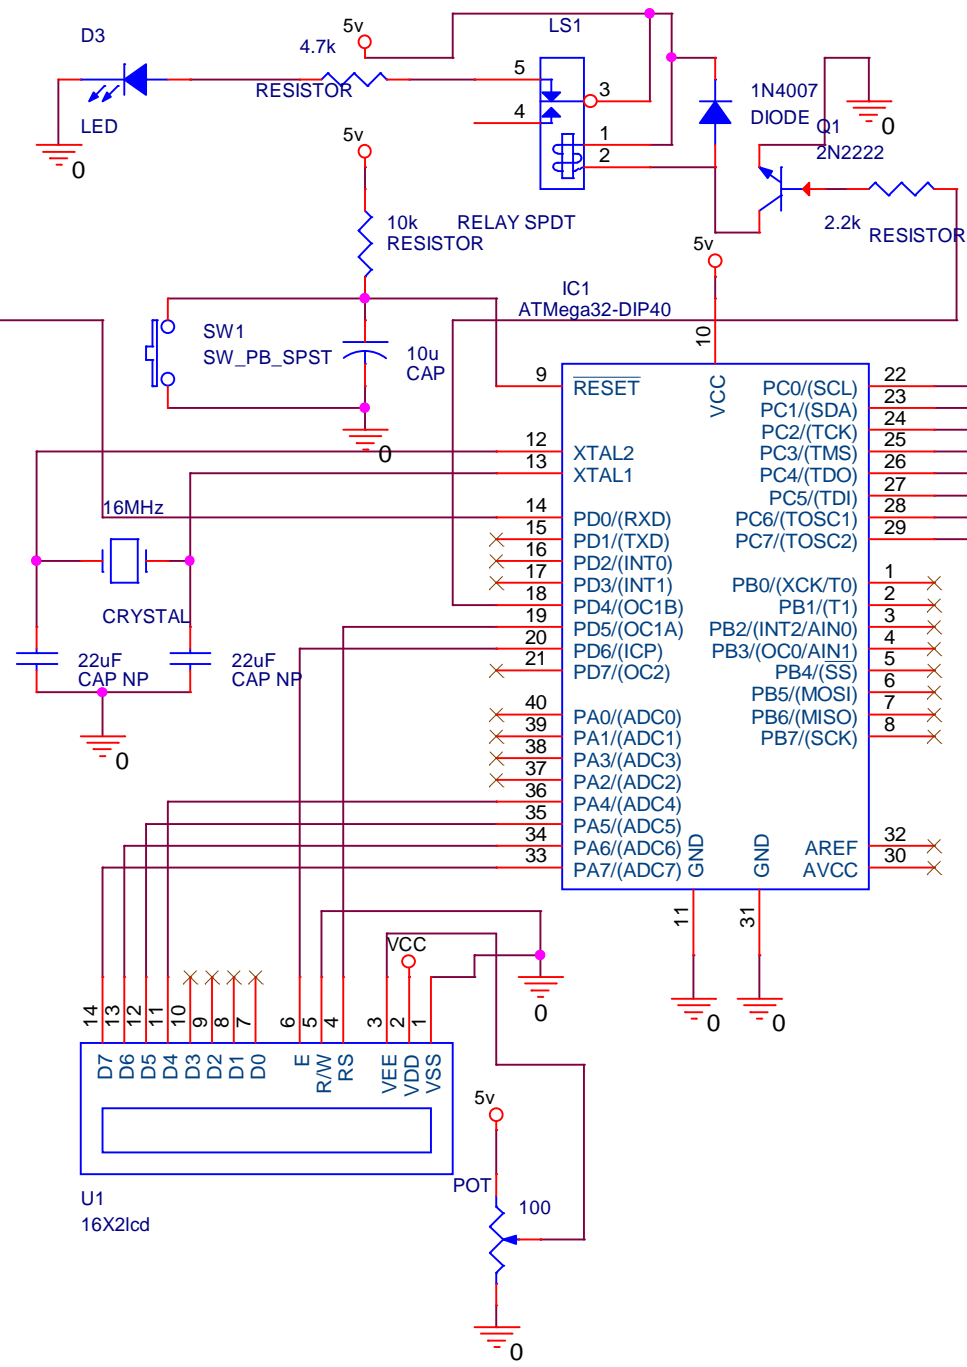 D3
LED
0
4.7k
RESISTOR
5v
LS1
5
4
3
1
2
RELAY SPDT
1N4007
DIODE
Q1
2N2222
0
2.2k
RESISTOR
5v
10k
RESISTOR
SW1
SW_PB_SPST
10u
CAP
0
5v
IC1
ATMega32-DIP40
10
VCC
9 RESET
12 XTAL2
13 XTAL1
14 PD0/(RXD)
15 PD1/(TXD)
16 PD2/(INT0)
17 PD3/(INT1)
18 PD4/(OC1B)
19 PD5/(OC1A)
20 PD6/(ICP)
21 PD7/(OC2)
40 PA0/(ADC0)
39 PA1/(ADC1)
38 PA3/(ADC3)
37 PA2/(ADC2)
36 PA4/(ADC4)
35 PA5/(ADC5)
34 PA6/(ADC6)
33 PA7/(ADC7)
PC0/(SCL) 22
PC1/(SDA) 23
PC2/(TCK) 24
PC3/(TMS) 25
PC4/(TDO) 26
PC5/(TDI) 27
PC6/(TOSC1) 28
PC7/(TOSC2) 29
PB0/(XCK/T0) 1
PB1/(T1) 2
PB2/(INT2/AIN0) 3
PB3/(OC0/AIN1) 4
PB4/(SS) 5
PB5/(MOSI) 6
PB6/(MISO) 7
PB7/(SCK) 8
AREF 32
AVCC 30
GND
GND
11
31
0
0
16MHz
CRYSTAL
22uF
CAP NP
22uF
CAP NP
0
VCC
0
14 D7
13 D6
12 D5
11 D4
10 D3
9 D2
8 D1
7 D0
6 E
5 R/W
4 RS
3 VEE
2 VDD
1 VSS
U1
16X2lcd
5v
POT
100
0